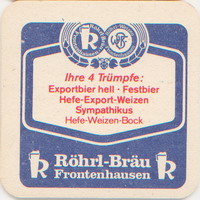 R
Ihre 4 Trümpfe:
Exportbier hell · Festbier
Hefe-Export-Weizen
Sympathikus
Hefe-Weizen-Bock
R Röhrl-Bräu R
Frontenhausen